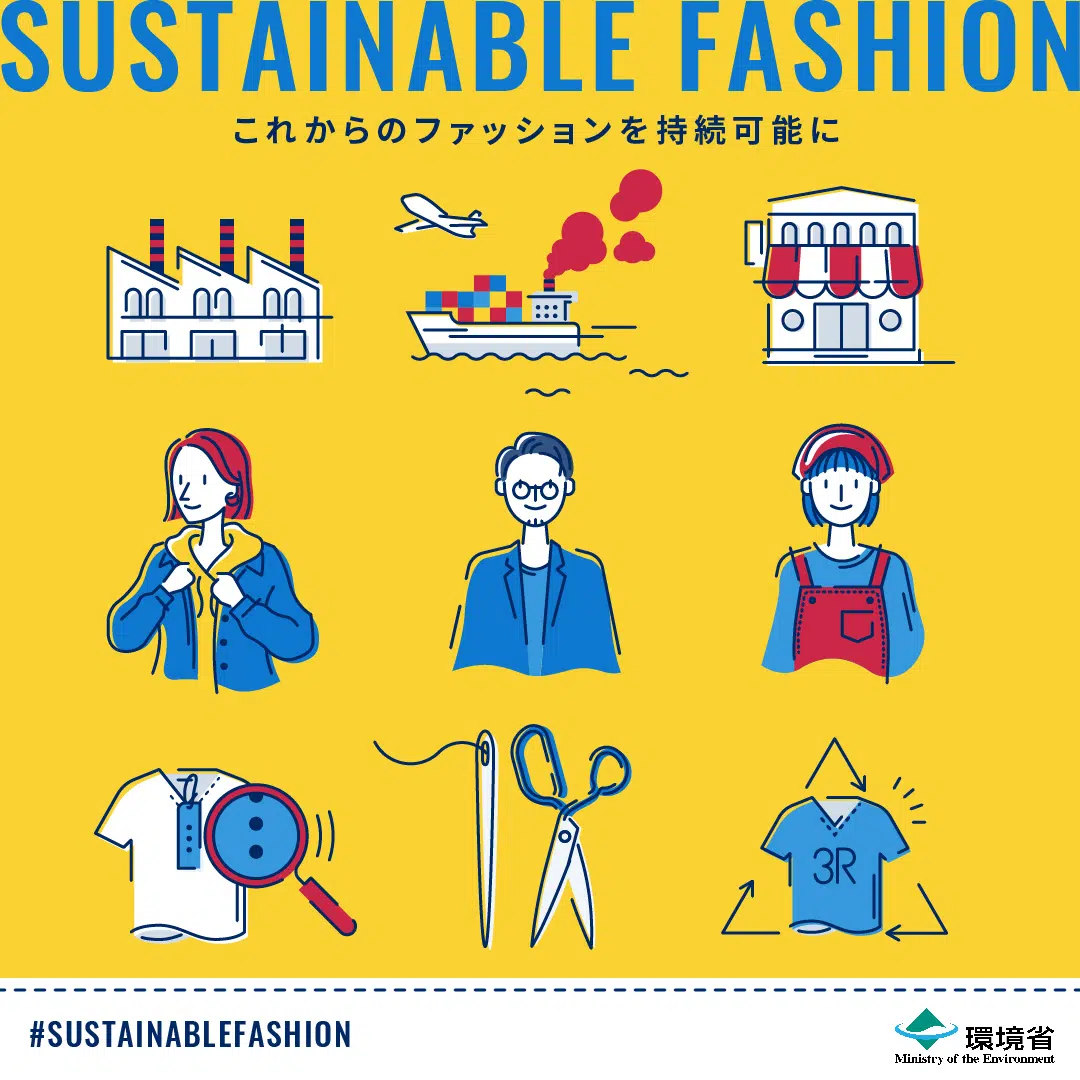 SUSTAINABLE FASHION
これからのファッションを持続可能に
3R
#SUSTAINABLEFASHION
環境省
Ministry of the Environment